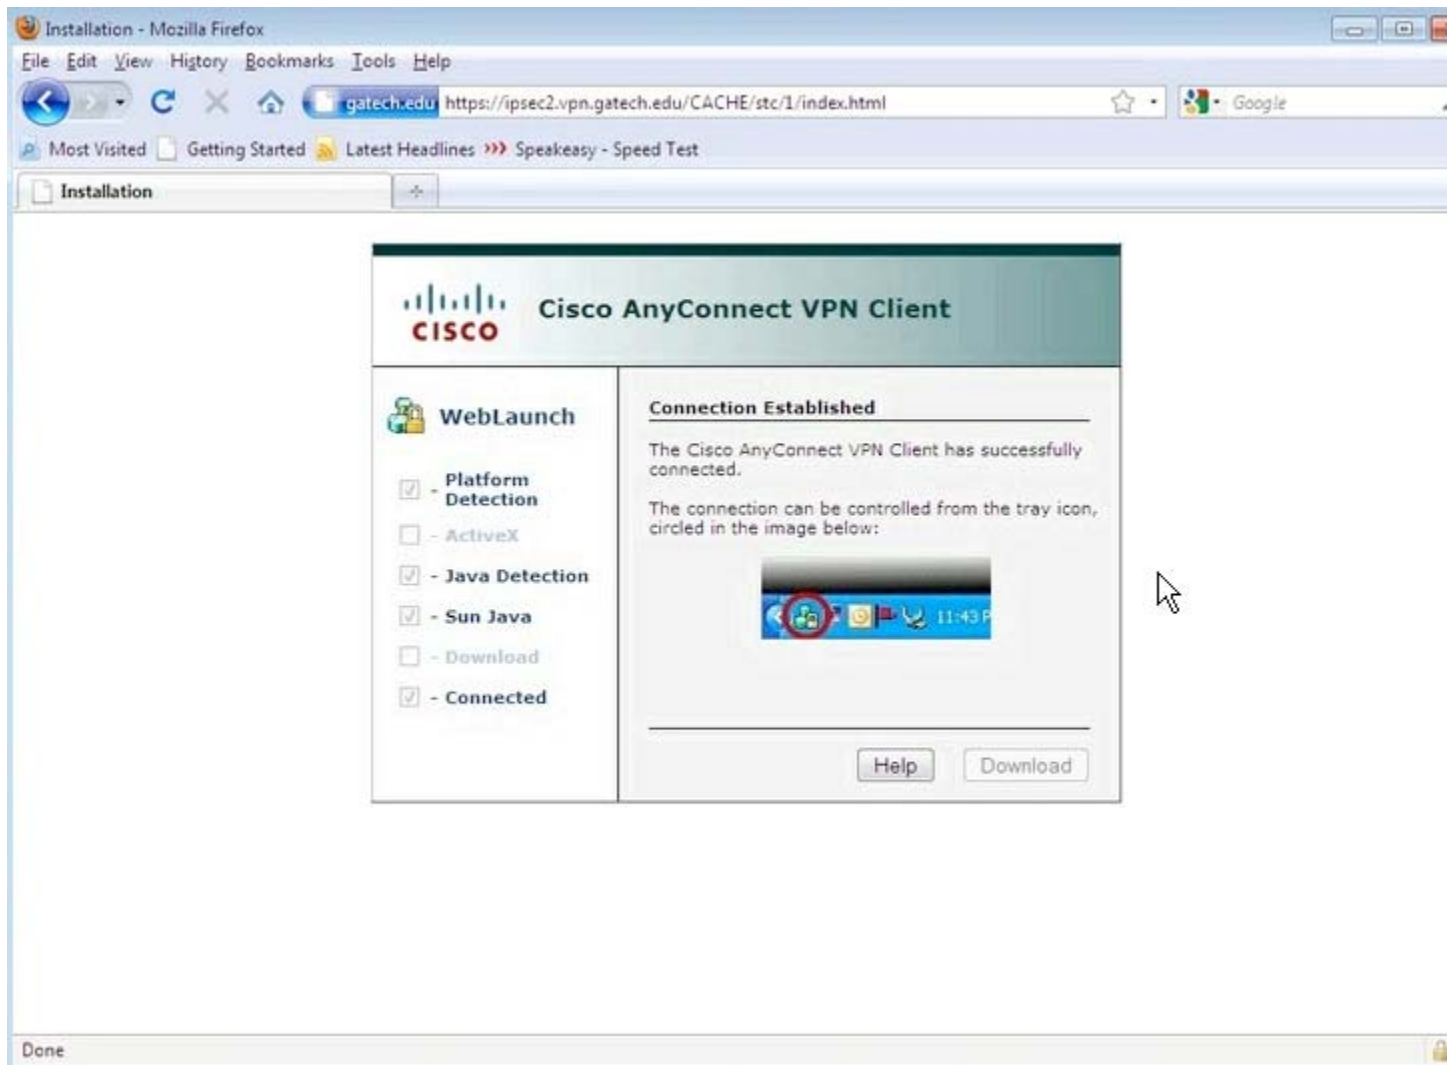 Installation - Mozilla Firefox
File Edit View History Bookmarks Tools Help
gatech.edu https://ipsec2.vpn.gatech.edu/CACHE/stc/1/index.html Google
Most Visited Getting Started Latest Headlines Speakeasy - Speed Test
Installation
CISCO
Cisco AnyConnect VPN Client
WebLaunch
- Platform
Detection
- ActiveX
- Java Detection
- Sun Java
- Download
- Connected
Connection Established
The Cisco AnyConnect VPN Client has successfully
connected.
The connection can be controlled from the tray icon,
circled in the image below:
11:43 P
Help Download
Done